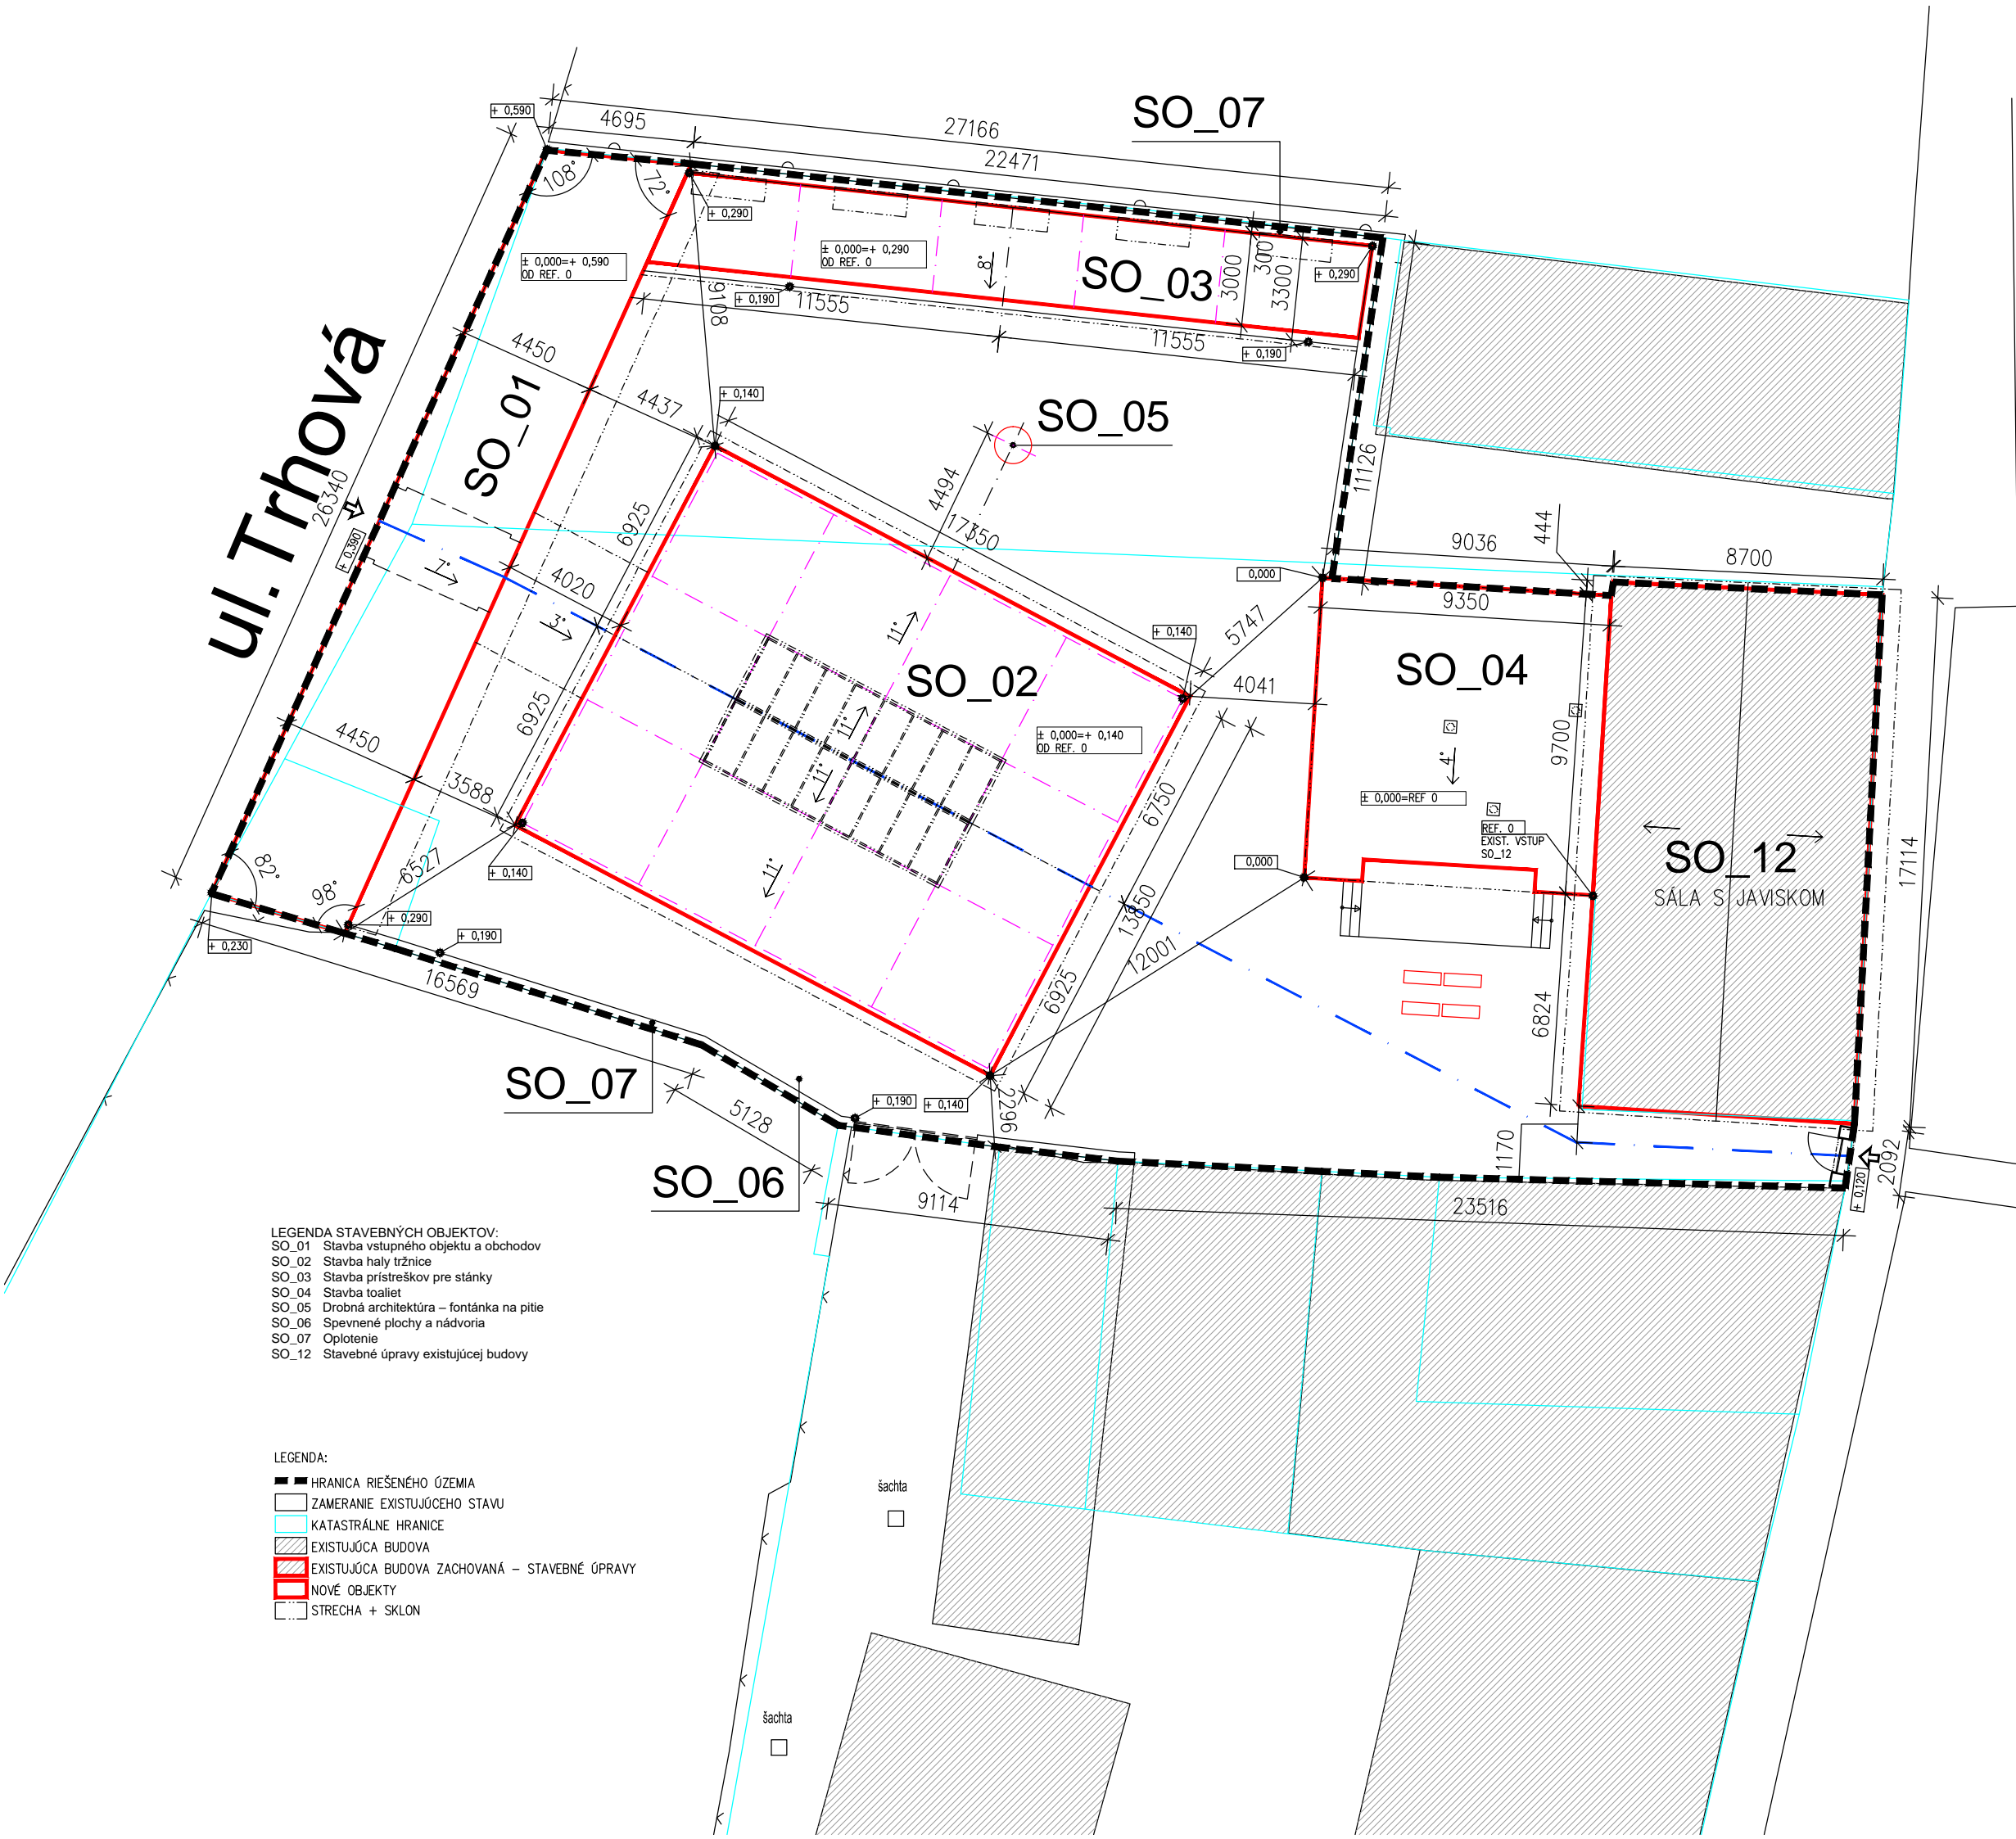 + 0,590
4695
27166
SO_07
22471
108°
72°
+ 0,290
± 0,000=+ 0,590
OD REF. 0
± 0,000=+ 0,290
OD REF. 0
8°
SO_03
3000
300
3300
+ 0,290
+ 0,190
11555
11555
+ 0,190
9108
ul.Trhová
4450
SO_01
4437
+ 0,140
SO_05
4494
11126
26340
+ 0,390
7°
3°
4020
6925
17350
11°
444
9036
8700
0,000
9350
5747
+ 0,140
SO_02
SO_04
4041
6925
11°
11°
± 0,000=+ 0,140
OD REF. 0
4°
9700
± 0,000=REF 0
REF. 0
EXIST. VSTUP
SO_12
SO_12
SÁLA S JAVISKOM
17114
4450
3588
6750
82°
98°
6527
+ 0,140
11°
0,000
13850
12001
6925
+ 0,290
+ 0,190
+ 0,230
16569
6824
SO_07
5128
+ 0,190
+ 0,140
2296
1170
2092
+ 0,120
SO_06
9114
23516
LEGENDA STAVEBNÝCH OBJEKTOV:
SO_01 Stavba vstupného objektu a obchodov
SO_02 Stavba haly tržnice
SO_03 Stavba prístreškov pre stánky
SO_04 Stavba toaliet
SO_05 Drobná architektúra – fontánka na pitie
SO_06 Spevnené plochy a nádvoria
SO_07 Oplotenie
SO_12 Stavebné úpravy existujúcej budovy
LEGENDA:
HRANICA RIEŠENÉHO ÚZEMIA
ZAMERANIE EXISTUJÚCEHO STAVU
KATASTRÁLNE HRANICE
EXISTUJÚCA BUDOVA
EXISTUJÚCA BUDOVA ZACHOVANÁ – STAVEBNÉ ÚPRAVY
NOVÉ OBJEKTY
STRECHA + SKLON
šachta
šachta